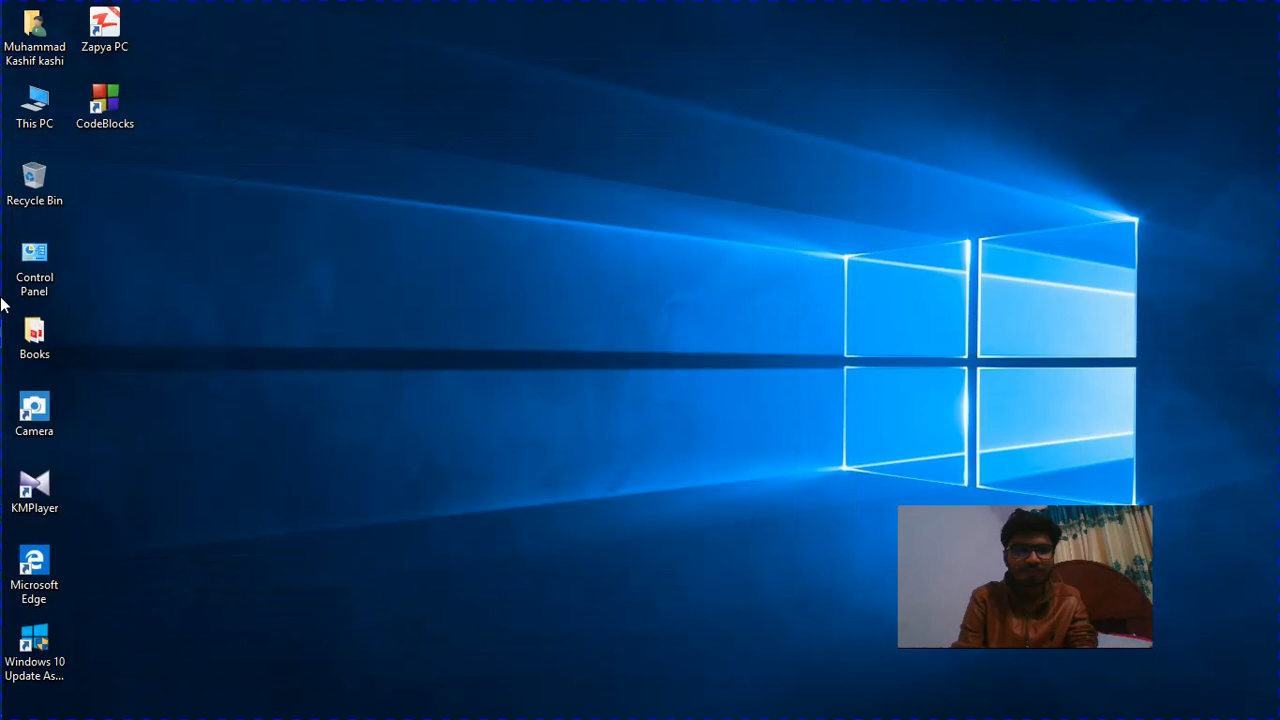 Muhammad
Kashif kashi
Zapya PC
This PC
CodeBlocks
Recycle Bin
Control
Panel
Books
Camera
KMPlayer
Microsoft
Edge
Windows 10
Update As...